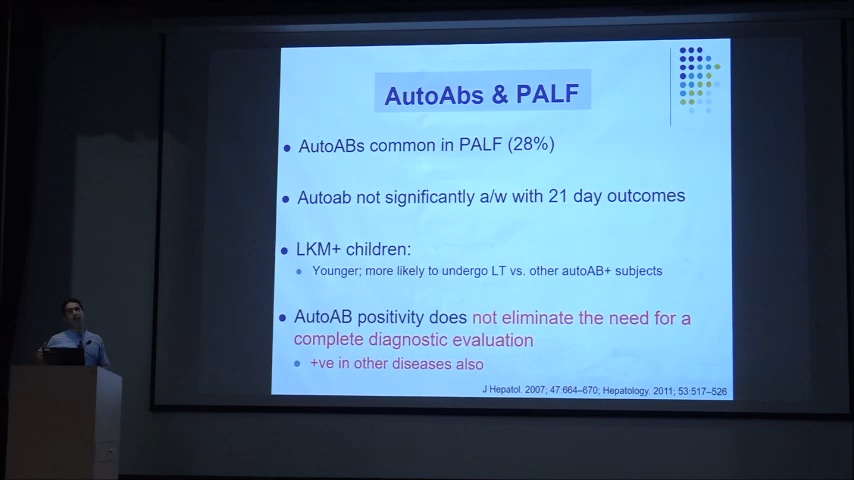 AutoAbs & PALF
AutoABs common in PALF (28%)
Autoab not significantly a/w with 21 day outcomes
LKM+ children:
Younger; more likely to undergo LT vs. other autoAB+ subjects
AutoAB positivity does not eliminate the need for a
complete diagnostic evaluation
+ve in other diseases also
J Hepatol. 2007; 47:664–670; Hepatology. 2011; 53:517–526